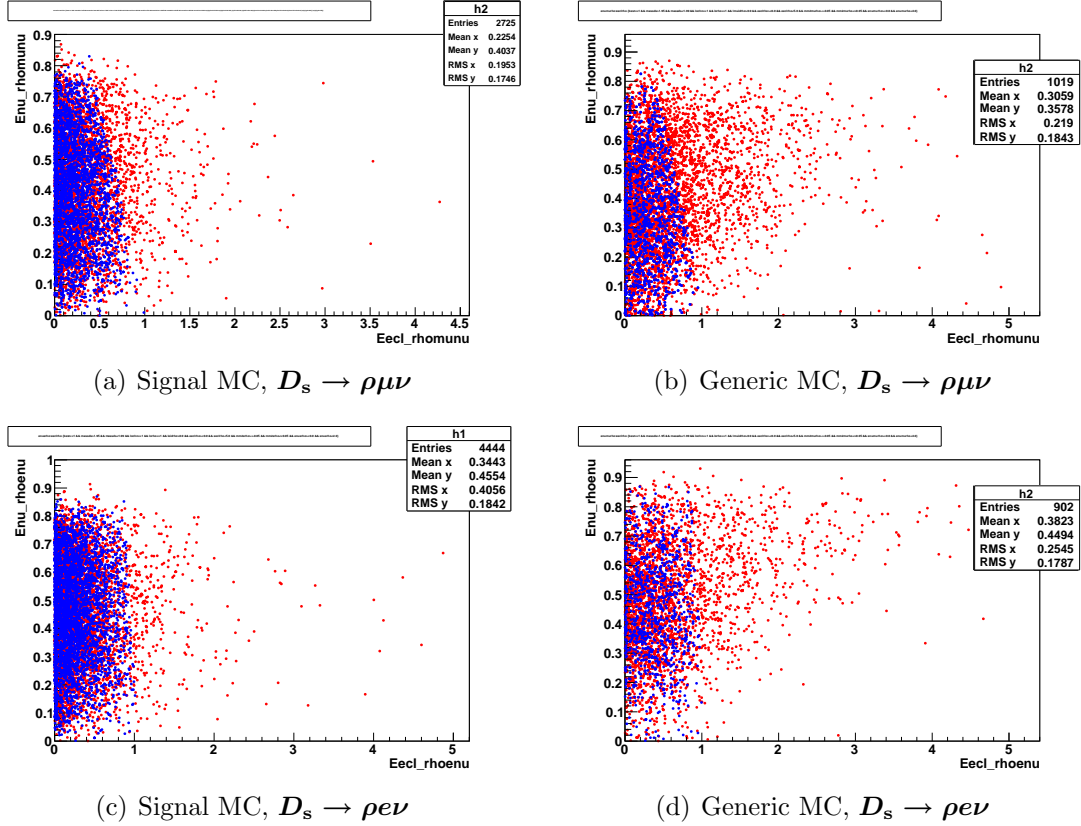 h2
Entries 2725
Mean x 0.2254
Mean y 0.4037
RMS x 0.1953
RMS y 0.1746
Enu_rhomunu
0.9
0.8
0.7
0.6
0.5
0.4
0.3
0.2
0.1
0
0 0.5 1 1.5 2 2.5 3 3.5 4 4.5
Eecl_rhomunu
(a) Signal MC, D_s → ρμν
h2
Entries 1019
Mean x 0.3059
Mean y 0.3578
RMS x 0.219
RMS y 0.1843
Enu_rhomunu
0.9
0.8
0.7
0.6
0.5
0.4
0.3
0.2
0.1
0
0 1 2 3 4 5
Eecl_rhomunu
(b) Generic MC, D_s → ρμν
h1
Entries 4444
Mean x 0.3443
Mean y 0.4554
RMS x 0.4056
RMS y 0.1842
Enu_rhoenu
1
0.9
0.8
0.7
0.6
0.5
0.4
0.3
0.2
0.1
0
0 1 2 3 4 5
Eecl_rhoenu
(c) Signal MC, D_s → ρeν
h2
Entries 902
Mean x 0.3823
Mean y 0.4494
RMS x 0.2545
RMS y 0.1787
Enu_rhoenu
0.9
0.8
0.7
0.6
0.5
0.4
0.3
0.2
0.1
0
0 1 2 3 4 5
Eecl_rhoenu
(d) Generic MC, D_s → ρeν